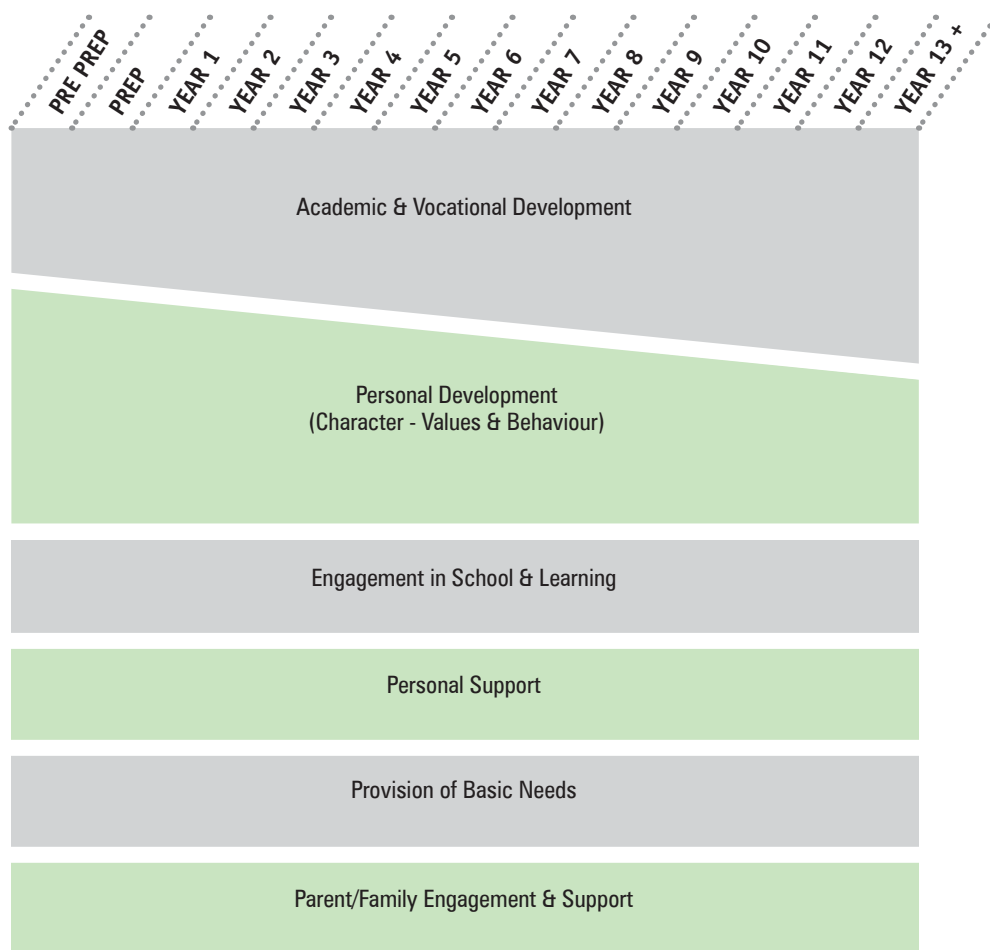 PRE PREP
PREP
YEAR 1
YEAR 2
YEAR 3
YEAR 4
YEAR 5
YEAR 6
YEAR 7
YEAR 8
YEAR 9
YEAR 10
YEAR 11
YEAR 12
YEAR 13 +
Academic & Vocational Development
Personal Development
(Character - Values & Behaviour)
Engagement in School & Learning
Personal Support
Provision of Basic Needs
Parent/Family Engagement & Support